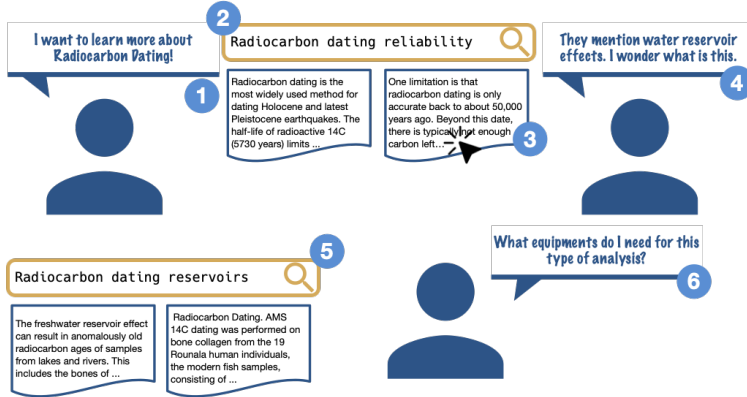 I want to learn more about
Radiocarbon Dating!
1
2
Radiocarbon dating reliability
Radiocarbon dating is the
most widely used method for
dating Holocene and latest
Pleistocene earthquakes. The
half-life of radioactive 14C
(5730 years) limits ...
One limitation is that
radiocarbon dating is only
accurate back to about 50,000
years ago. Beyond this date,
there is typically not enough
carbon left...
3
They mention water reservoir
effects. I wonder what is this.
4
5
Radiocarbon dating reservoirs
The freshwater reservoir effect
can result in anomalously old
radiocarbon ages of samples
from lakes and rivers. This
includes the bones of ...
Radiocarbon Dating. AMS
14C dating was performed on
bone collagen from the 19
Rounala human individuals,
the modern fish samples,
consisting of ...
What equipments do I need for this
type of analysis?
6